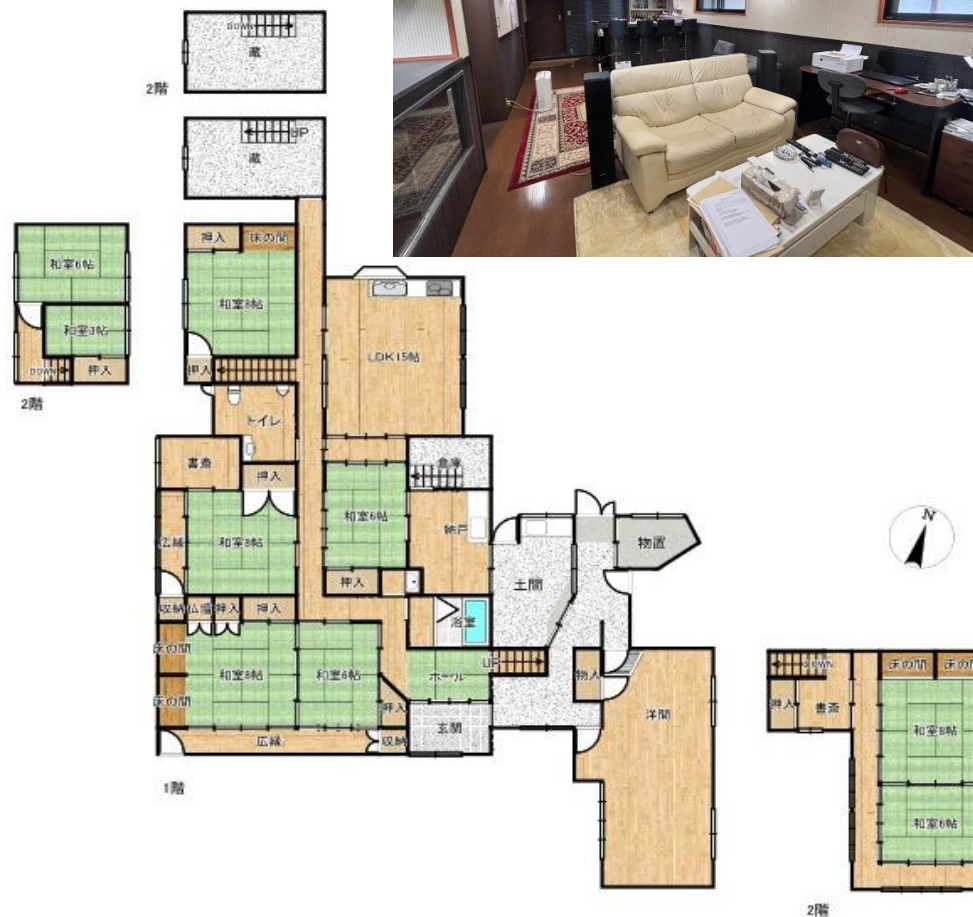 DOWN
蔵
2階
UP
蔵
和室6帖
和室3帖
DOWN
押入
2階
押入
床の間
和室8帖
押入
LDK15帖
トイレ
書斎
押入
倉庫
広縁
和室8帖
和室6帖
納戸
押入
土間
物置
N
収納
仏壇
押入
押入
浴室
床の間
床の間
和室8帖
和室6帖
ホール
UP
物入
押入
洋間
玄関
広縁
収納
1階
DOWN
床の間
床の間
押入
書斎
和室8帖
和室6帖
2階